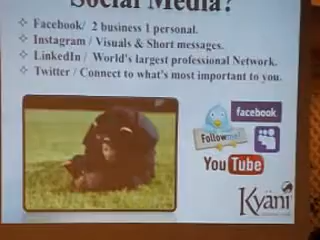 Social Media?
Facebook/ 2 business 1 personal.
Instagram / Visuals & Short messages.
LinkedIn / World's largest professional Network.
Twitter / Connect to what's most important to you.
facebook
Follow me!
YouTube
Kyäni